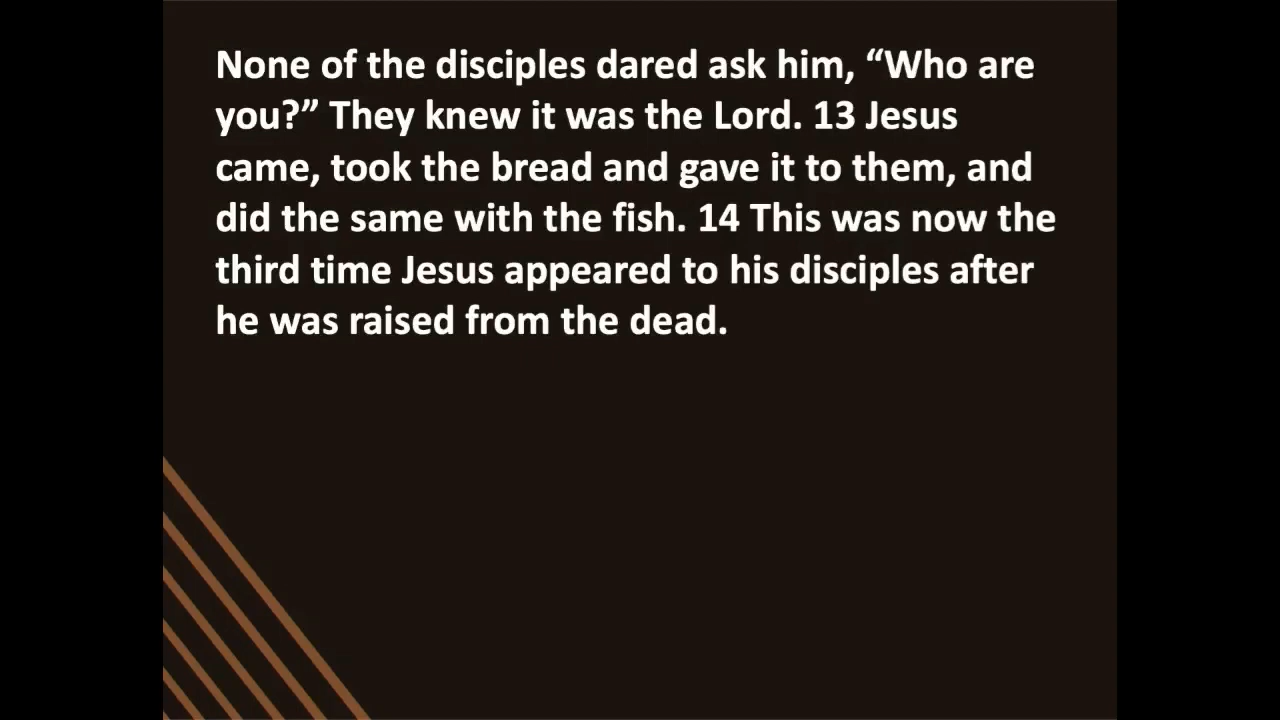 None of the disciples dared ask him, “Who are
you?” They knew it was the Lord. 13 Jesus
came, took the bread and gave it to them, and
did the same with the fish. 14 This was now the
third time Jesus appeared to his disciples after
he was raised from the dead.